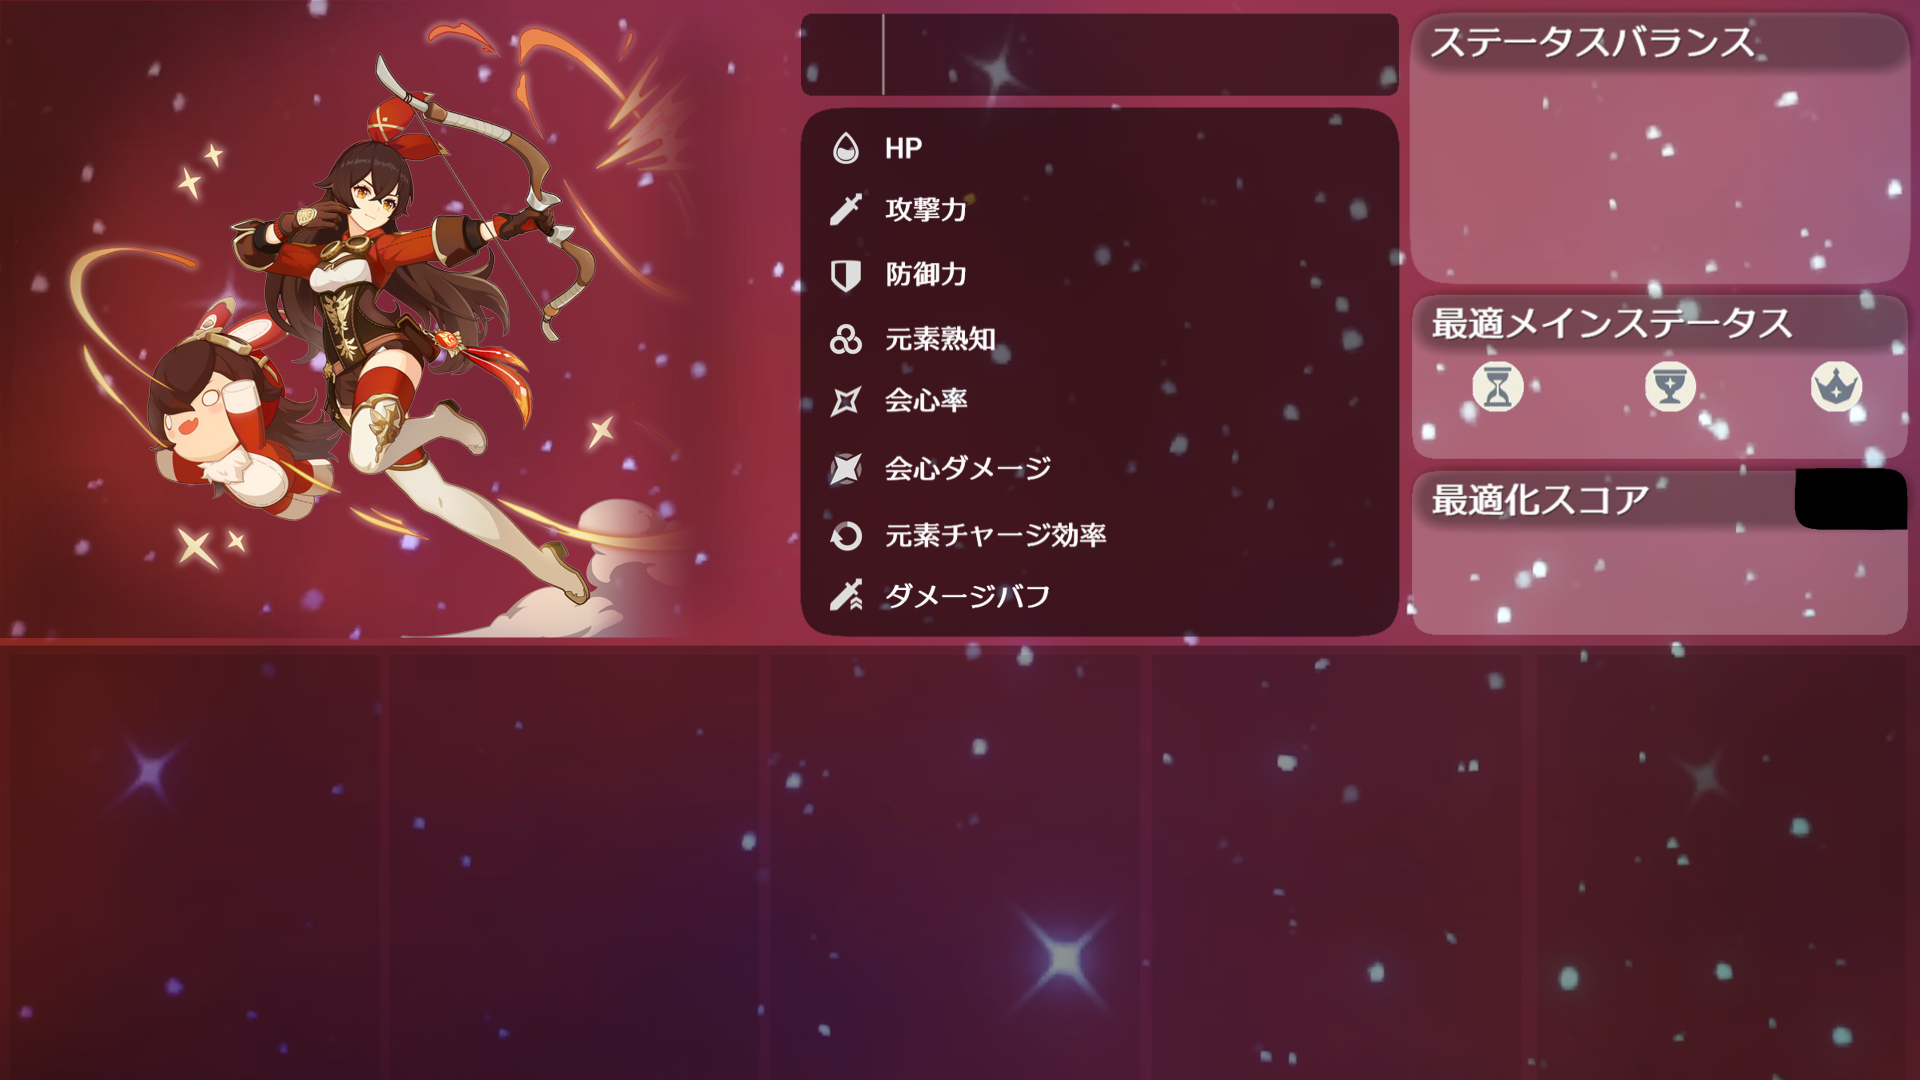 HP
攻撃力
防御力
元素熟知
会心率
会心ダメージ
元素チャージ効率
ダメージバフ
ステータスバランス
最適メインステータス
最適化スコア